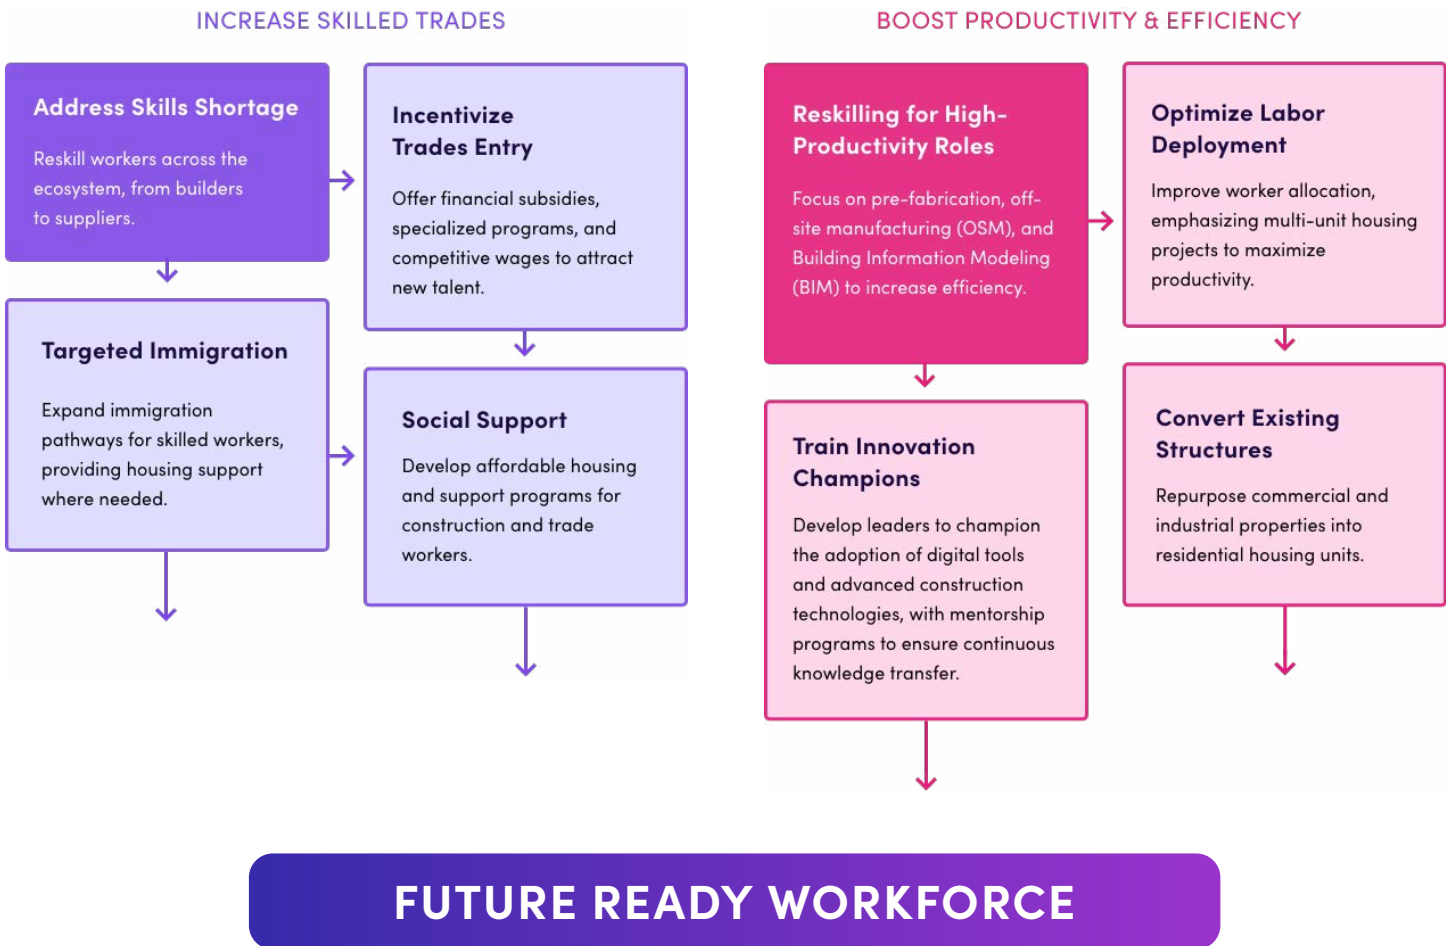 INCREASE SKILLED TRADES
Address Skills Shortage
Reskill workers across the
ecosystem, from builders
to suppliers.
Incentivize
Trades Entry
Offer financial subsidies,
specialized programs, and
competitive wages to attract
new talent.
Targeted Immigration
Expand immigration
pathways for skilled workers,
providing housing support
where needed.
Social Support
Develop affordable housing
and support programs for
construction and trade
workers.
BOOST PRODUCTIVITY & EFFICIENCY
Reskilling for High-
Productivity Roles
Focus on pre-fabrication, off-
site manufacturing (OSM), and
Building Information Modeling
(BIM) to increase efficiency.
Optimize Labor
Deployment
Improve worker allocation,
emphasizing multi-unit housing
projects to maximize
productivity.
Train Innovation
Champions
Develop leaders to champion
the adoption of digital tools
and advanced construction
technologies, with mentorship
programs to ensure continuous
knowledge transfer.
Convert Existing
Structures
Repurpose commercial and
industrial properties into
residential housing units.
FUTURE READY WORKFORCE